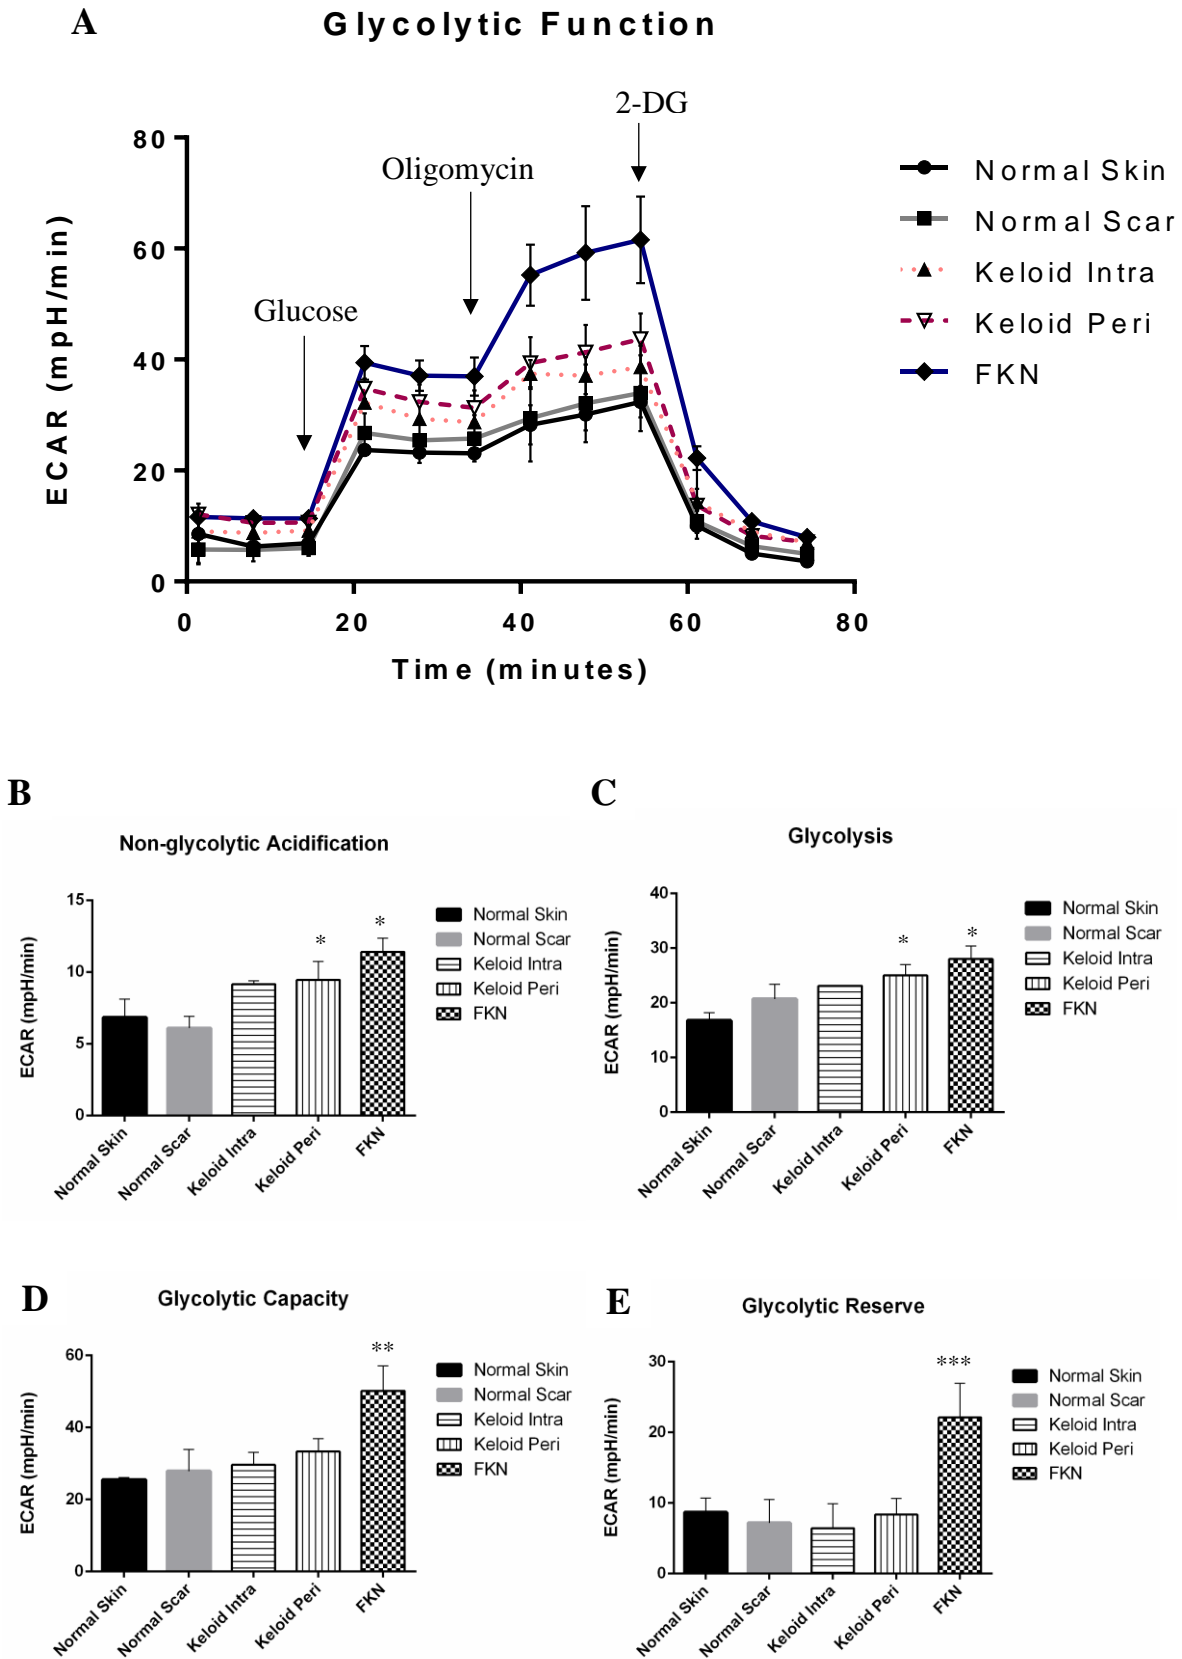 A
Glycolytic Function
2-DG
Oligomycin
Glucose
80
60
40
20
0
ECAR (mpH/min)
0 20 40 60 80
Time (minutes)
Normal Skin
Normal Scar
Keloid Intra
Keloid Peri
FKN
B
Non-glycolytic Acidification
15
10
5
0
ECAR (mpH/min)
*
*
Normal Skin
Normal Scar
Keloid Intra
Keloid Peri
FKN
Normal Skin
Normal Scar
Keloid Intra
Keloid Peri
FKN
C
Glycolysis
40
30
20
10
0
ECAR (mpH/min)
*
*
Normal Skin
Normal Scar
Keloid Intra
Keloid Peri
FKN
Normal Skin
Normal Scar
Keloid Intra
Keloid Peri
FKN
D
Glycolytic Capacity
60
40
20
0
ECAR (mpH/min)
**
Normal Skin
Normal Scar
Keloid Intra
Keloid Peri
FKN
Normal Skin
Normal Scar
Keloid Intra
Keloid Peri
FKN
E
Glycolytic Reserve
30
20
10
0
ECAR (mpH/min)
***
Normal Skin
Normal Scar
Keloid Intra
Keloid Peri
FKN
Normal Skin
Normal Scar
Keloid Intra
Keloid Peri
FKN